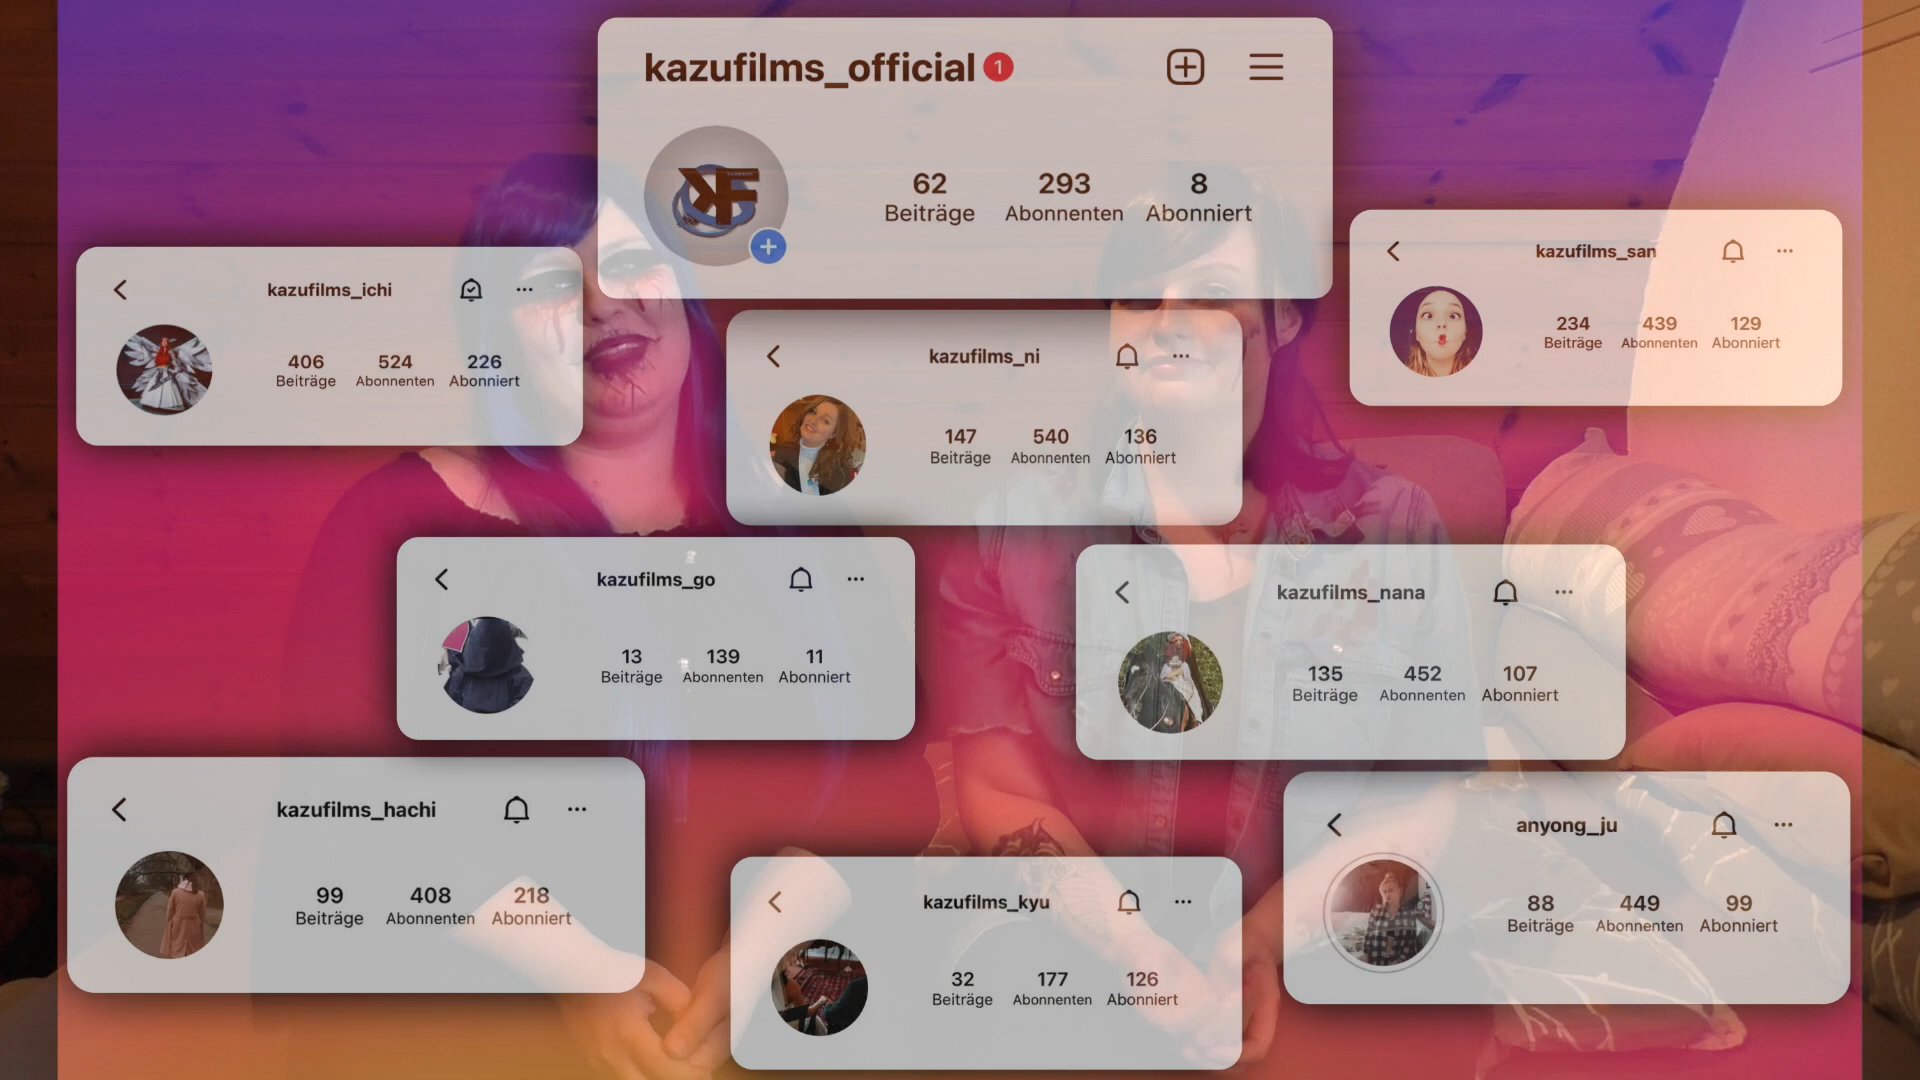 kazufilms_official 1
KF
62 293 8
Beiträge Abonnenten Abonniert
kazufilms_ichi
406 524 226
Beiträge Abonnenten Abonniert
kazufilms_san
234 439 129
Beiträge Abonnenten Abonniert
kazufilms_ni
147 540 136
Beiträge Abonnenten Abonniert
kazufilms_go
13 139 11
Beiträge Abonnenten Abonniert
kazufilms_nana
135 452 107
Beiträge Abonnenten Abonniert
kazufilms_hachi
99 408 218
Beiträge Abonnenten Abonniert
kazufilms_kyu
32 177 126
Beiträge Abonnenten Abonniert
anyong_ju
88 449 99
Beiträge Abonnenten Abonniert